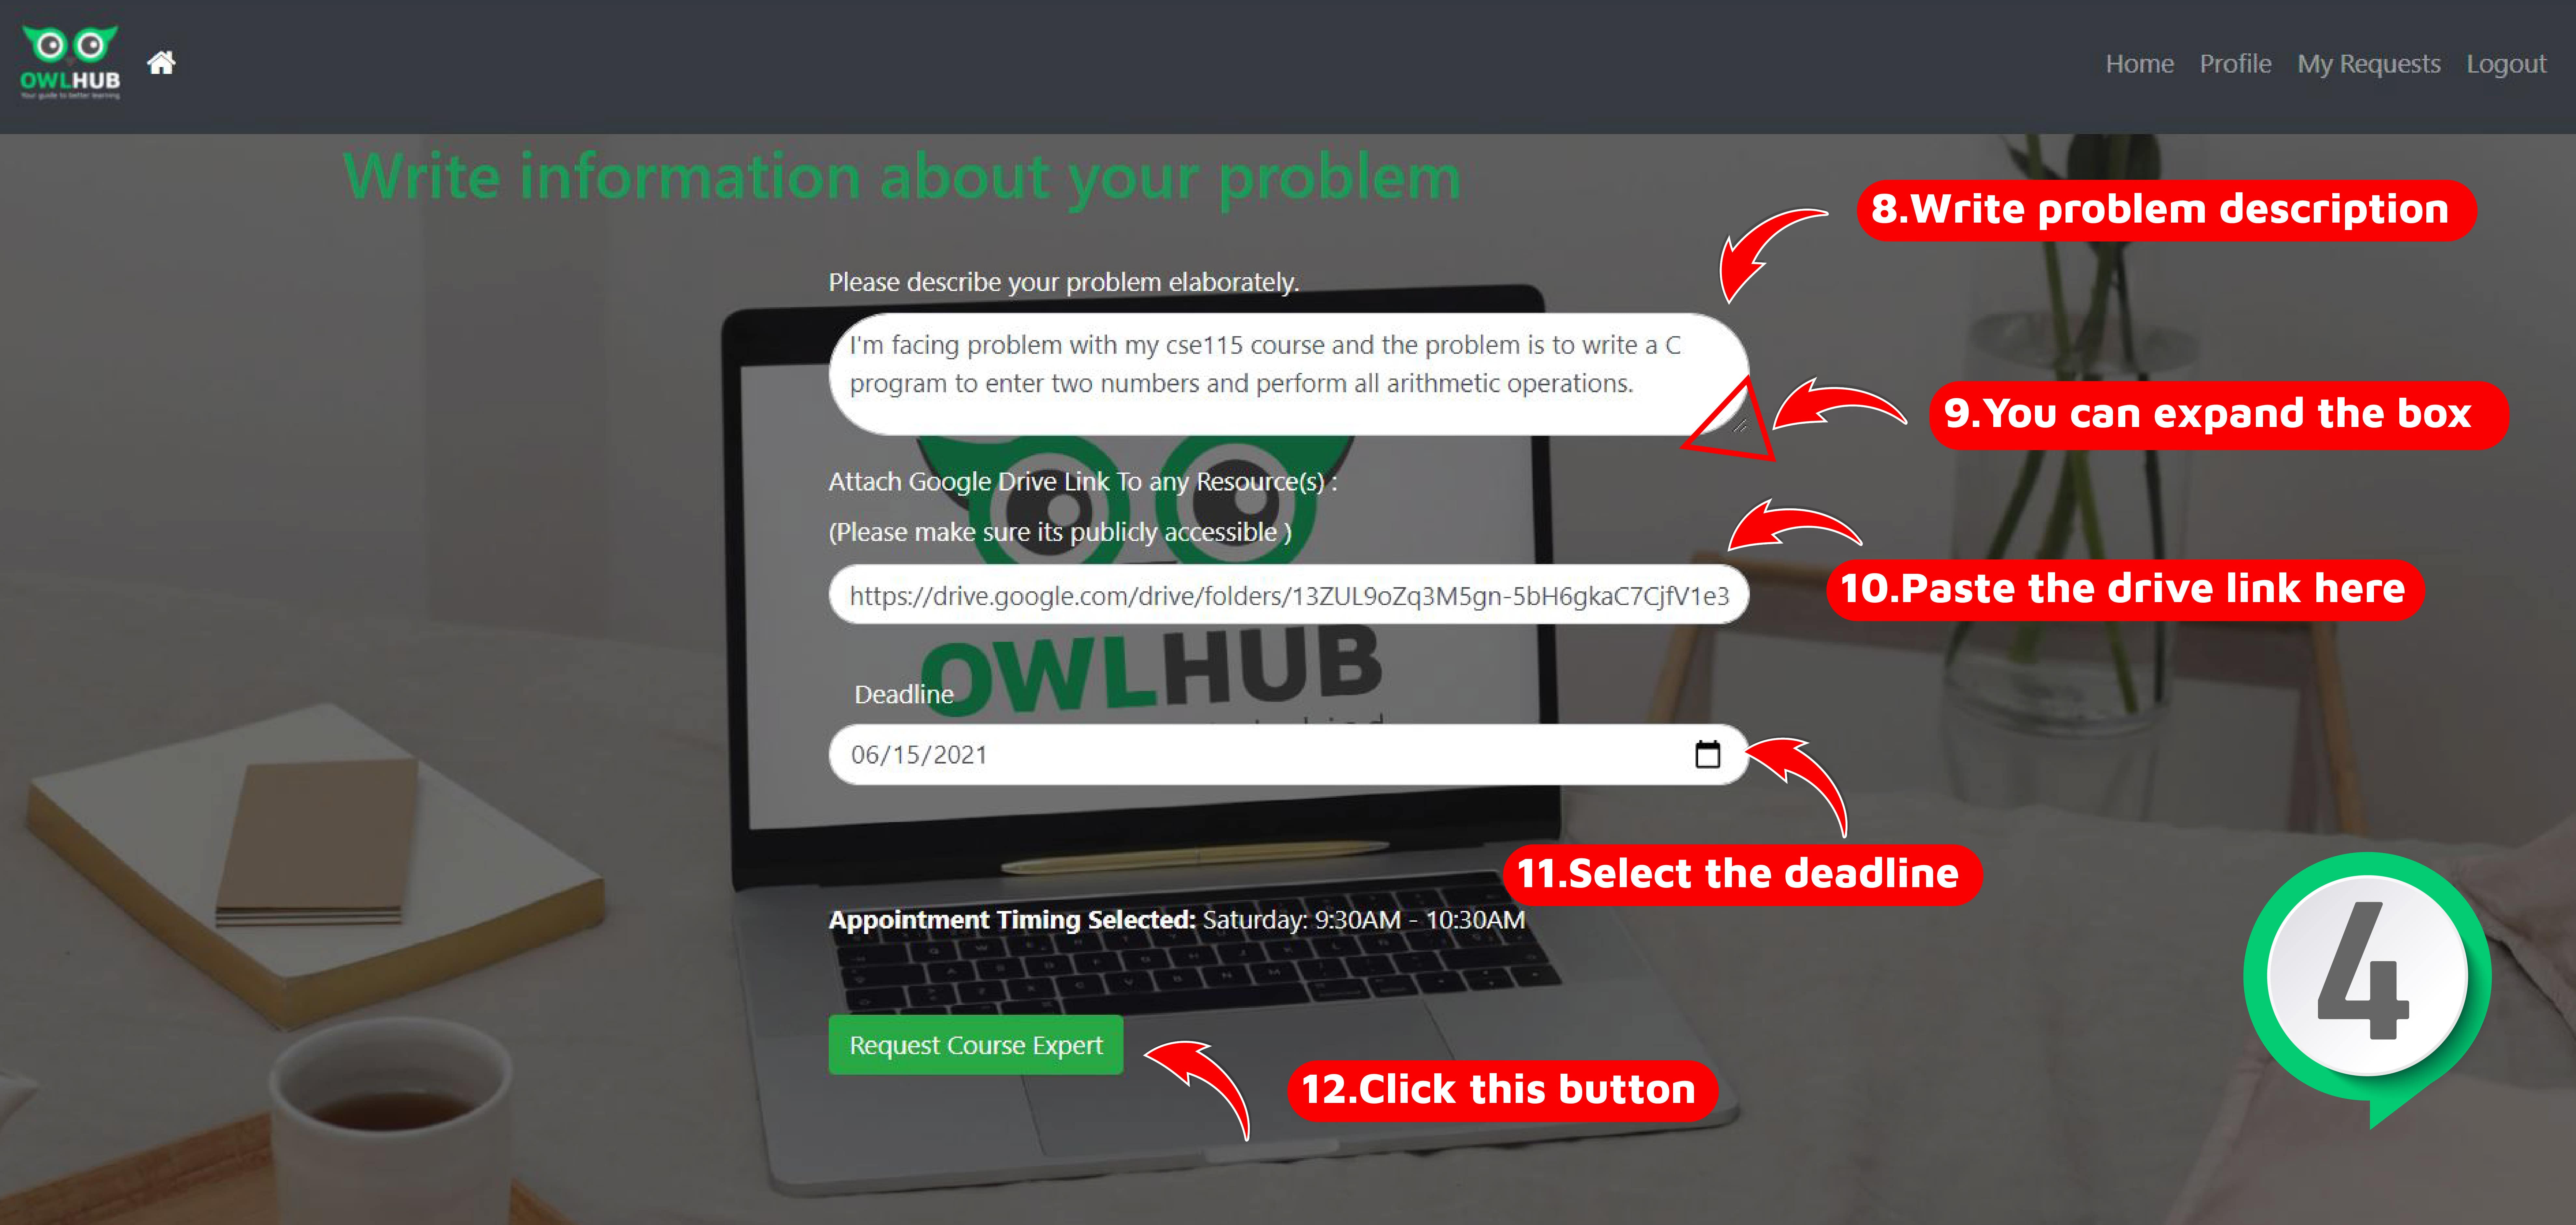 OWLHUB
Your guide to better learning
Home Profile My Requests Logout
Write information about your problem
8.Write problem description
Please describe your problem elaborately.
I'm facing problem with my cse115 course and the problem is to write a C
program to enter two numbers and perform all arithmetic operations.
9.You can expand the box
Attach Google Drive Link To any Resource(s) :
(Please make sure its publicly accessible )
https://drive.google.com/drive/folders/13ZUL9oZq3M5gn-5bH6gkaC7CjfV1e3
10.Paste the drive link here
OWLHUB
Deadline
06/15/2021
11.Select the deadline
Appointment Timing Selected: Saturday: 9:30AM - 10:30AM
4
Request Course Expert
12.Click this button